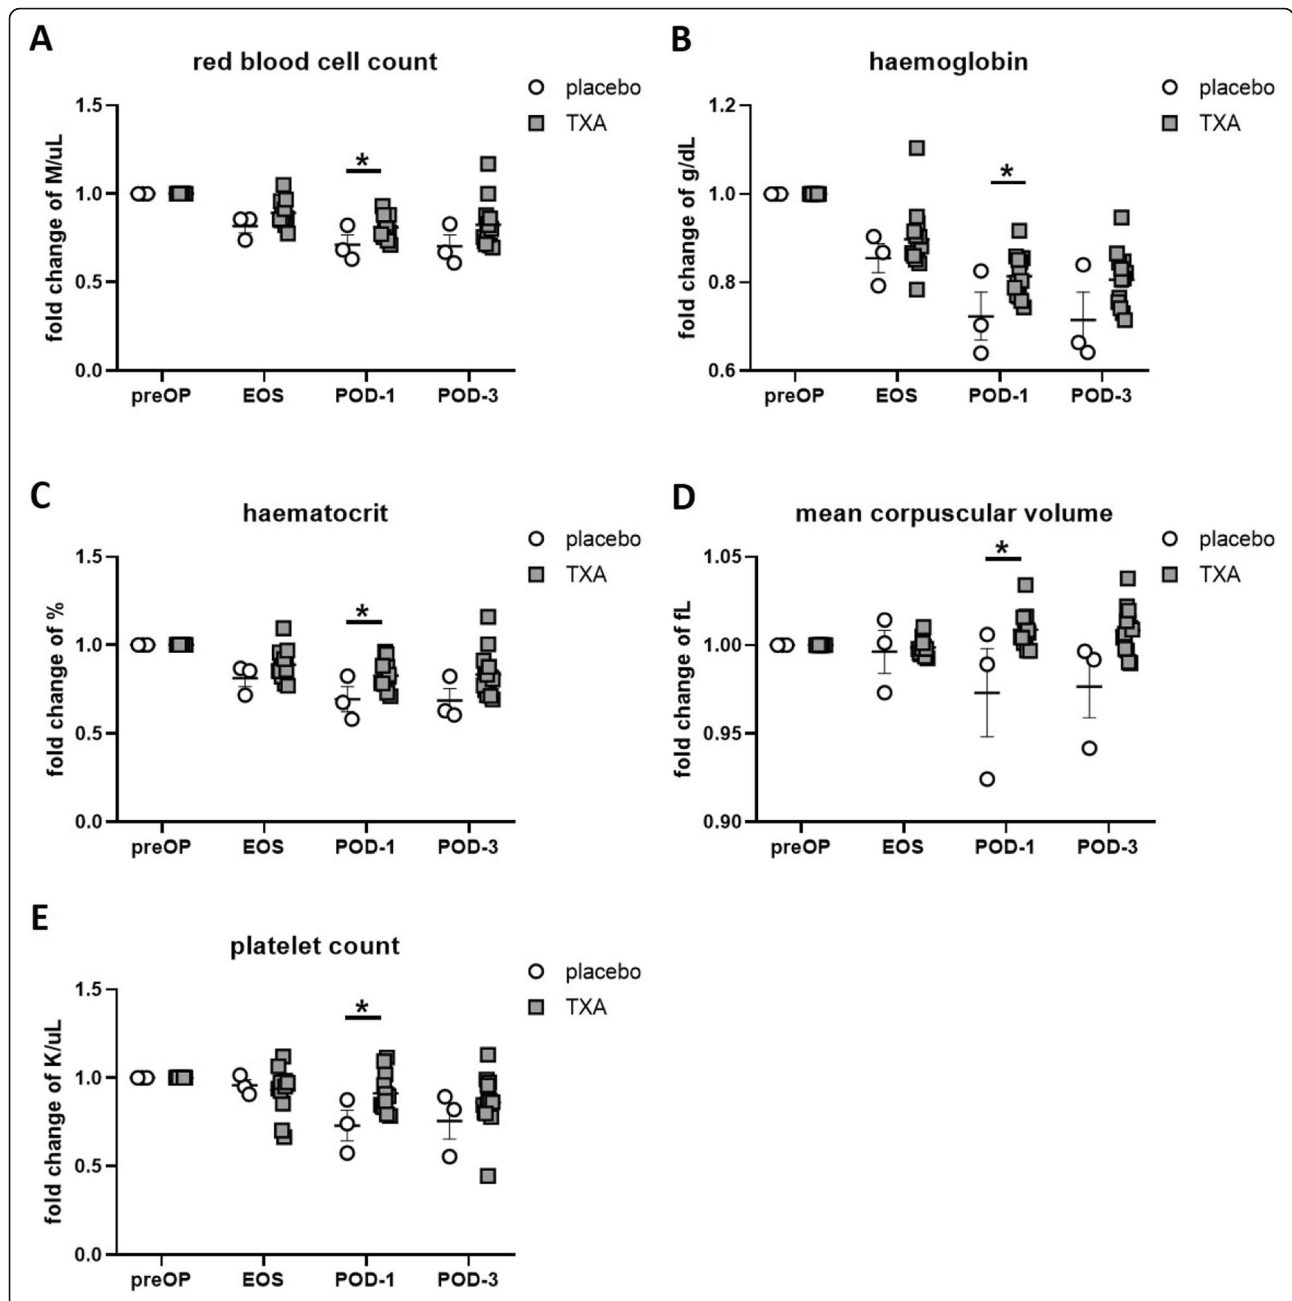 A
red blood cell count
placebo
TXA
fold change of M/uL
1.5
*
1.0
0.5
0.0
preOP EOS POD-1 POD-3
B
haemoglobin
placebo
TXA
fold change of g/dL
1.2
*
1.0
0.8
0.6
preOP EOS POD-1 POD-3
C
haematocrit
placebo
TXA
fold change of %
1.5
*
1.0
0.5
0.0
preOP EOS POD-1 POD-3
D
mean corpuscular volume
placebo
TXA
fold change of fL
*
1.05
1.00
0.95
0.90
preOP EOS POD-1 POD-3
E
platelet count
placebo
TXA
fold change of K/uL
1.5
*
1.0
0.5
0.0
preOP EOS POD-1 POD-3